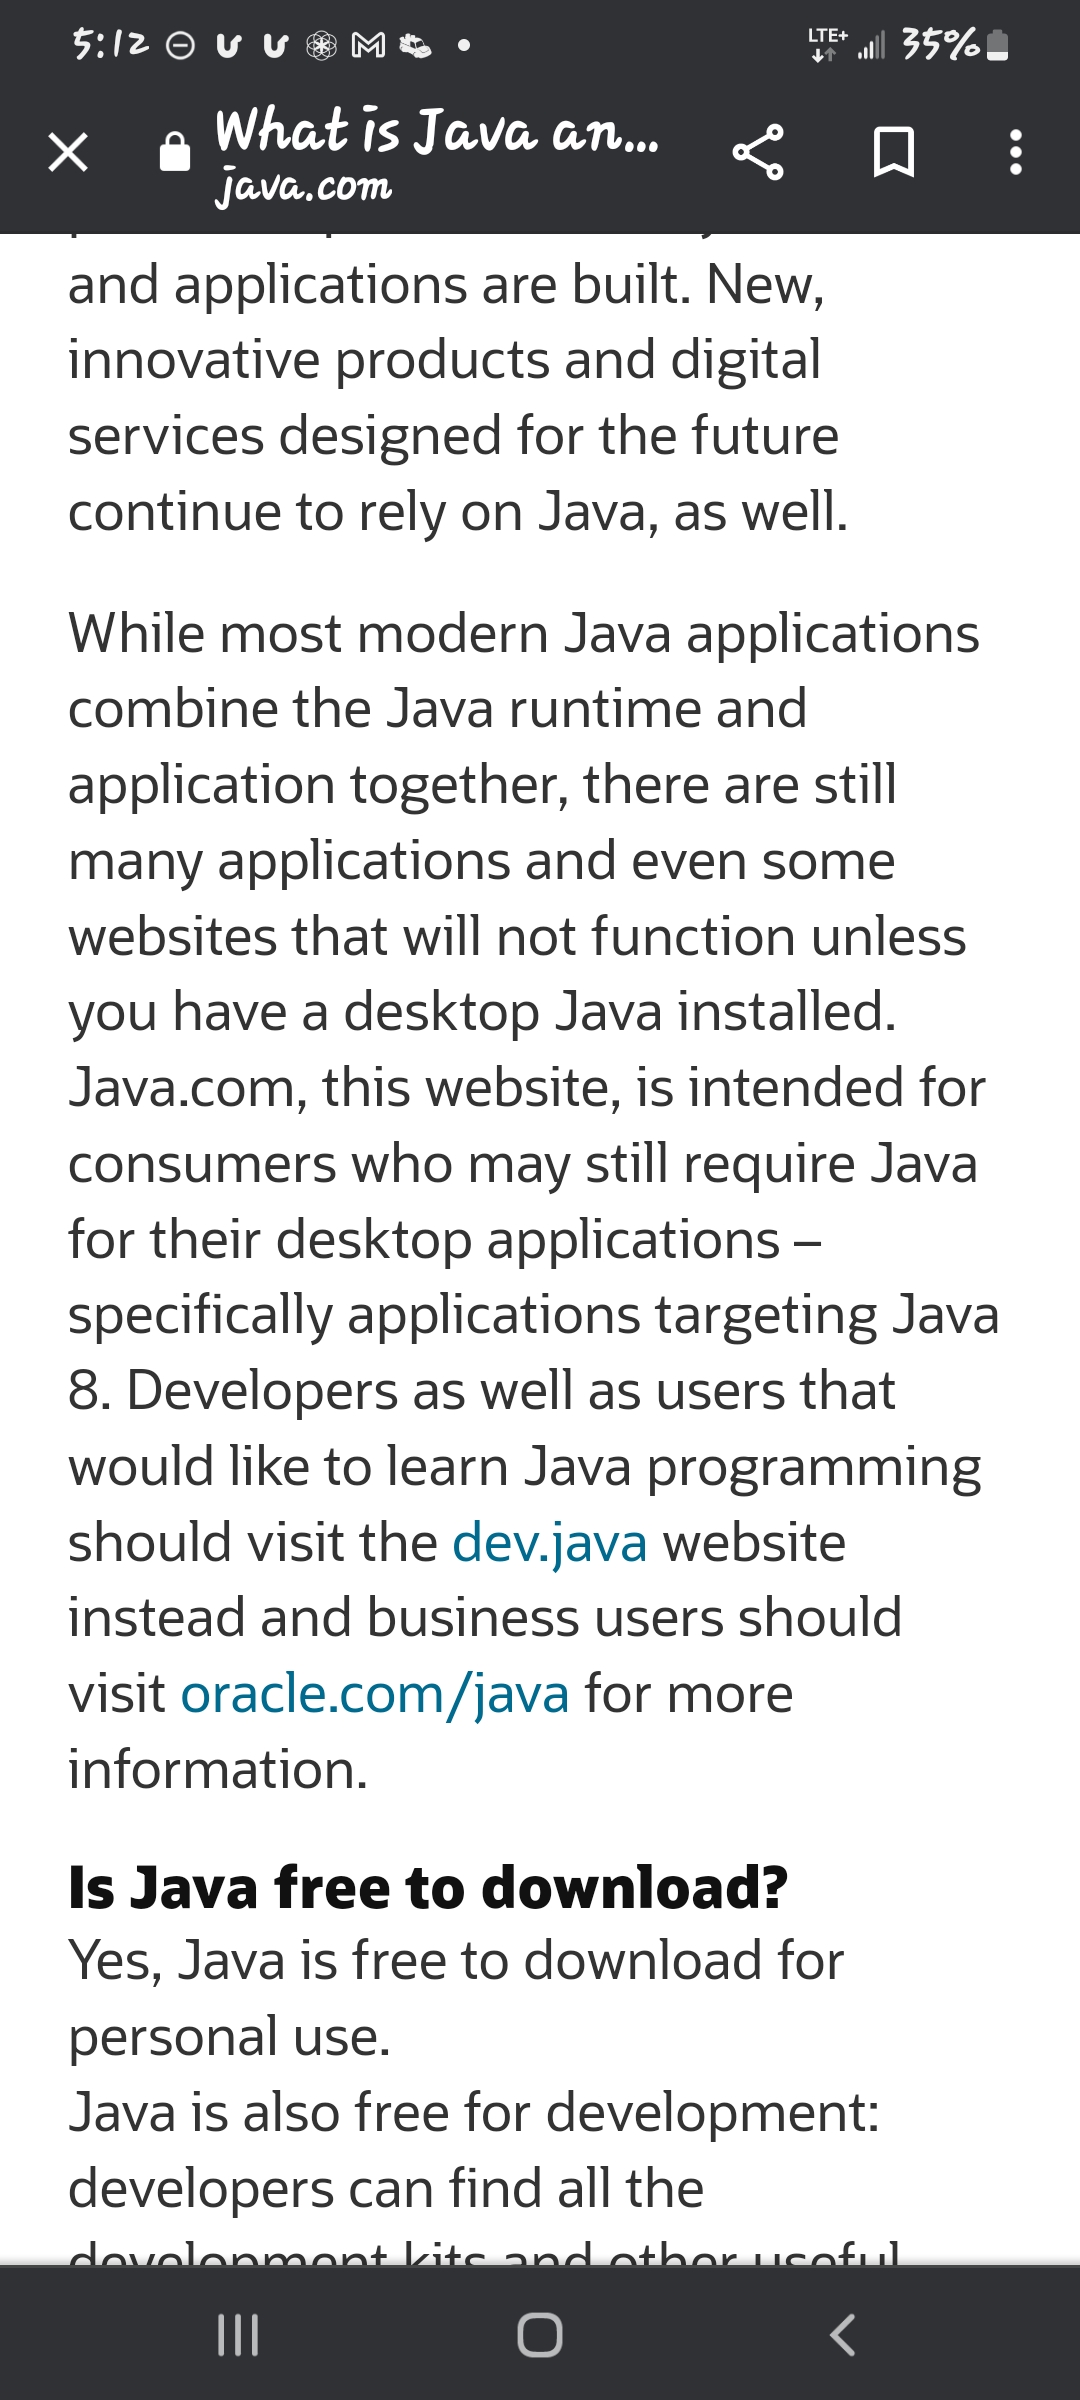 5:12
LTE+
35%
What is Java an...
java.com
and applications are built. New,
innovative products and digital
services designed for the future
continue to rely on Java, as well.
While most modern Java applications
combine the Java runtime and
application together, there are still
many applications and even some
websites that will not function unless
you have a desktop Java installed.
Java.com, this website, is intended for
consumers who may still require Java
for their desktop applications –
specifically applications targeting Java
8. Developers as well as users that
would like to learn Java programming
should visit the dev.java website
instead and business users should
visit oracle.com/java for more
information.
Is Java free to download?
Yes, Java is free to download for
personal use.
Java is also free for development:
developers can find all the
development kits and other useful